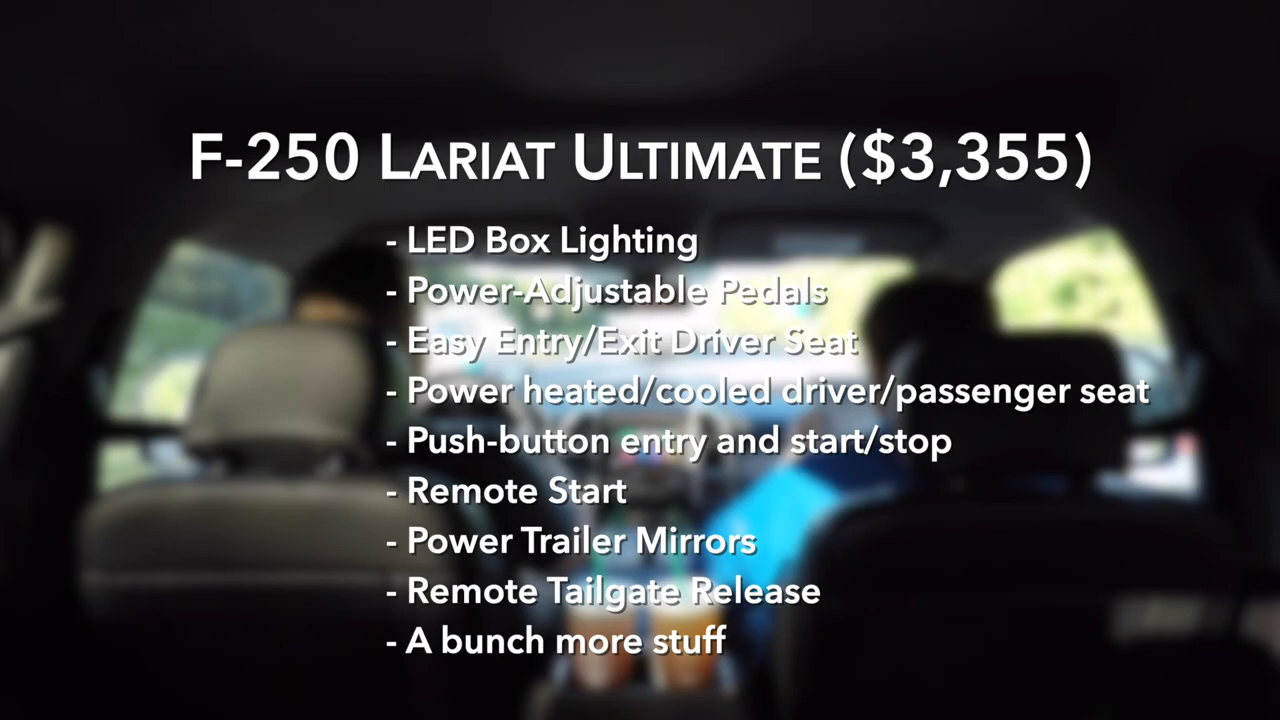 F-250 Lariat Ultimate ($3,355)
- LED Box Lighting
- Power-Adjustable Pedals
- Easy Entry/Exit Driver Seat
- Power heated/cooled driver/passenger seat
- Push-button entry and start/stop
- Remote Start
- Power Trailer Mirrors
- Remote Tailgate Release
- A bunch more stuff